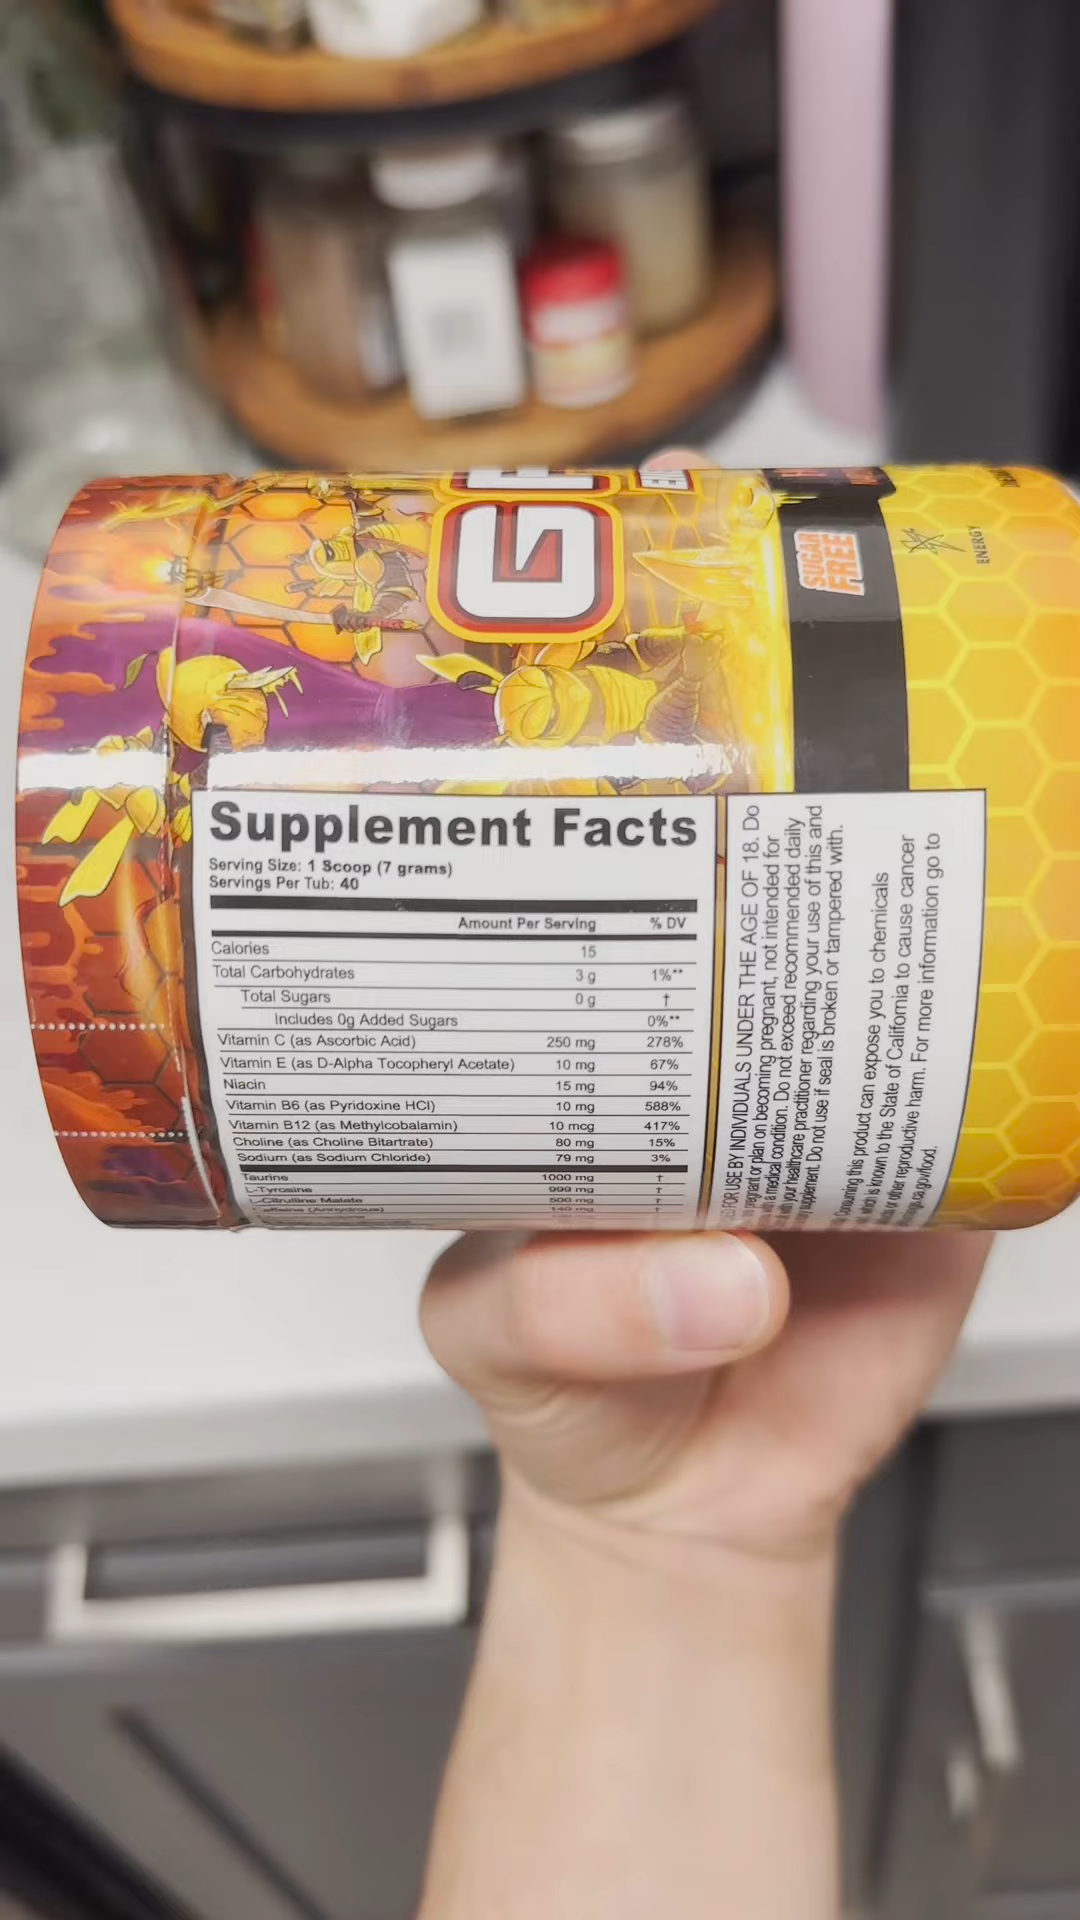 G
SUGAR
FREE
ENERGY
Supplement Facts
Serving Size: 1 Scoop (7 grams)
Servings Per Tub: 40
Amount Per Serving % DV
Calories 15
Total Carbohydrates 3 g 1%**
Total Sugars 0 g †
Includes 0g Added Sugars 0%**
Vitamin C (as Ascorbic Acid) 250 mg 278%
Vitamin E (as D-Alpha Tocopheryl Acetate) 10 mg 67%
Niacin 15 mg 94%
Vitamin B6 (as Pyridoxine HCl) 10 mg 588%
Vitamin B12 (as Methylcobalamin) 10 mcg 417%
Choline (as Choline Bitartrate) 80 mg 15%
Sodium (as Sodium Chloride) 79 mg 3%
Taurine 1000 mg †
L-Tyrosine 999 mg †
L-Citrulline Malate 500 mg †
Caffeine (Anhydrous) 140 mg †
FOR USE BY INDIVIDUALS UNDER THE AGE OF 18. Do
pregnant or plan on becoming pregnant, not intended for
with a medical condition. Do not exceed recommended daily
with your healthcare practitioner regarding your use of this and
supplement. Do not use if seal is broken or tampered with.
Consuming this product can expose you to chemicals
which is known to the State of California to cause cancer
or other reproductive harm. For more information go to
.ca.gov/food.